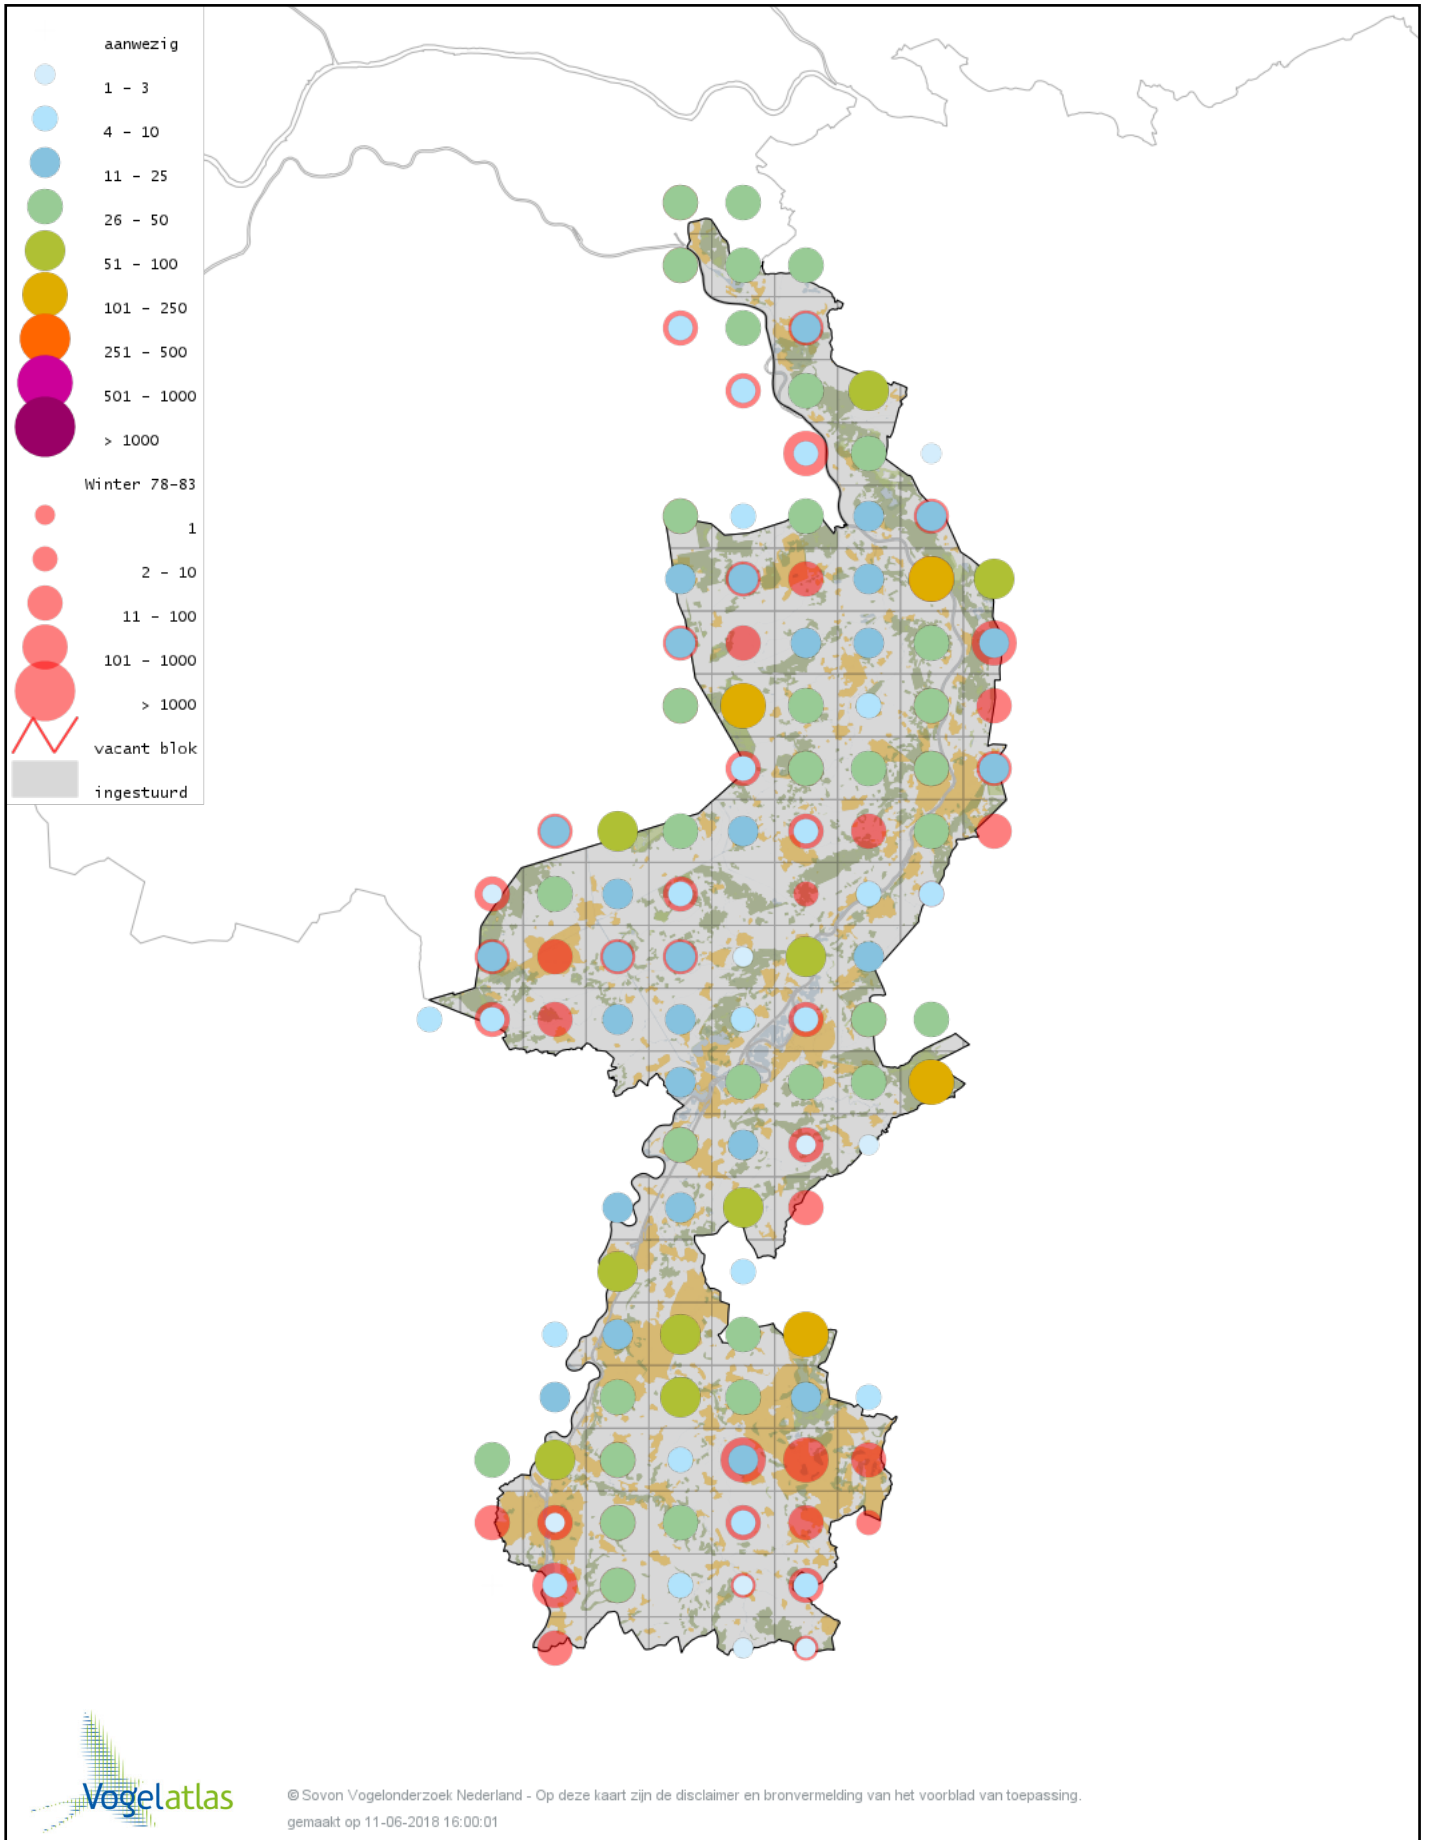 aanwezig
1 - 3
4 - 10
11 - 25
26 - 50
51 - 100
101 - 250
251 - 500
501 - 1000
> 1000
Winter 78-83
1
2 - 10
11 - 100
101 - 1000
> 1000
vacant blok
ingestuurd
Vogelatlas
© Sovon Vogelonderzoek Nederland - Op deze kaart zijn de disclaimer en bronvermelding van het voorblad van toepassing.
gemaakt op 11-06-2018 16:00:01